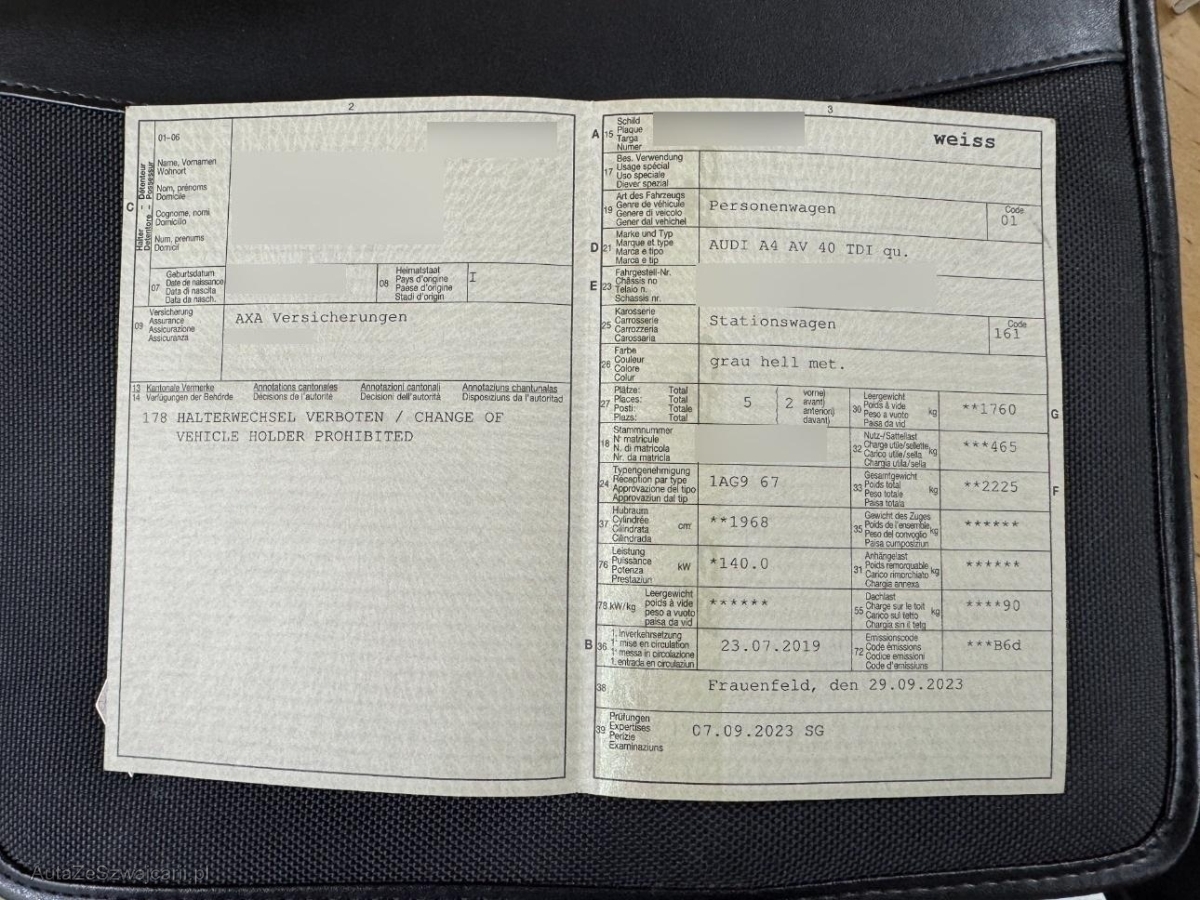 2
01-06
C
Halter - Détenteur
Detentore - Possessur
Name, Vornamen
Wohnort
Nom, prénoms
Domicile
Cognome, nomi
Domicilio
Num, prenums
Domicil
07
Geburtsdatum
Date de naissance
Data di nascita
Data da nasch.
08
Heimatstaat
Pays d'origine
Paese d'origine
Stadi d'origin
I
09
Versicherung
Assurance
Assicurazione
Assicuranza
AXA Versicherungen
13 Kantonale Vermerke Annotations cantonales Annotazioni cantonali Annotaziuns chantunalas
14 Verfügungen der Behörde Décisions de l'autorité Decisioni dell'autorità Disposiziuns da l'autoritad
178 HALTERWECHSEL VERBOTEN / CHANGE OF
VEHICLE HOLDER PROHIBITED
3
A 15
Schild
Plaque
Targa
Numer
weiss
17
Bes. Verwendung
Usage spécial
Uso speciale
Diever spezial
19
Art des Fahrzeugs
Genre de véhicule
Genere di veicolo
Gener dal vehichel
Personenwagen
Code
01
D 21
Marke und Typ
Marque et type
Marca e tipo
Marca e tip
AUDI A4 AV 40 TDI qu.
E 23
Fahrgestell-Nr.
Châssis no
Telaio n.
Schassis nr.
25
Karosserie
Carrosserie
Carrozzeria
Carossaria
Stationswagen
Code
161
26
Farbe
Couleur
Colore
Colur
grau hell met.
27
Plätze: Total
Places: Total
Posti: Totale
Plazs: Total
5
2
vorne)
avant)
anteriori)
davant)
30
Leergewicht
Poids à vide
Peso a vuoto
Paisa da vid
kg
**1760
G
18
Stammnummer
N° matricule
N. di matricola
Nr. da matricla
32
Nutz-/Sattellast
Charge utile/sellette
Carico utile/sella
Chargia utila/sella
kg
***465
24
Typengenehmigung
Réception par type
Approvazione del tipo
Approvaziun dal tip
1AG9 67
33
Gesamtgewicht
Poids total
Peso totale
Paisa totala
kg
**2225
F
37
Hubraum
Cylindrée
Cilindrata
Cilindrada
cm³
**1968
35
Gewicht des Zuges
Poids de l'ensemble
Peso del convoglio
Paisa cumposiziun
kg
******
76
Leistung
Puissance
Potenza
Prestaziun
kW
*140.0
31
Anhängelast
Poids remorquable
Carico rimorchiato
Chargia annexa
kg
******
78 kW/kg
Leergewicht
poids à vide
peso a vuoto
paisa da vid
******
55
Dachlast
Charge sur le toit
Carico sul tetto
Chargia sin il tetg
kg
****90
B 36
1. Inverkehrsetzung
1re mise en circulation
1a messa in circolazione
1. entrada en circulaziun
23.07.2019
72
Emissionscode
Code émissions
Codice emissioni
Code d'emissiuns
***B6d
38
Frauenfeld, den 29.09.2023
39
Prüfungen
Expertises
Perizie
Examinaziuns
07.09.2023 SG
AutaZeSzwajcarii.pl